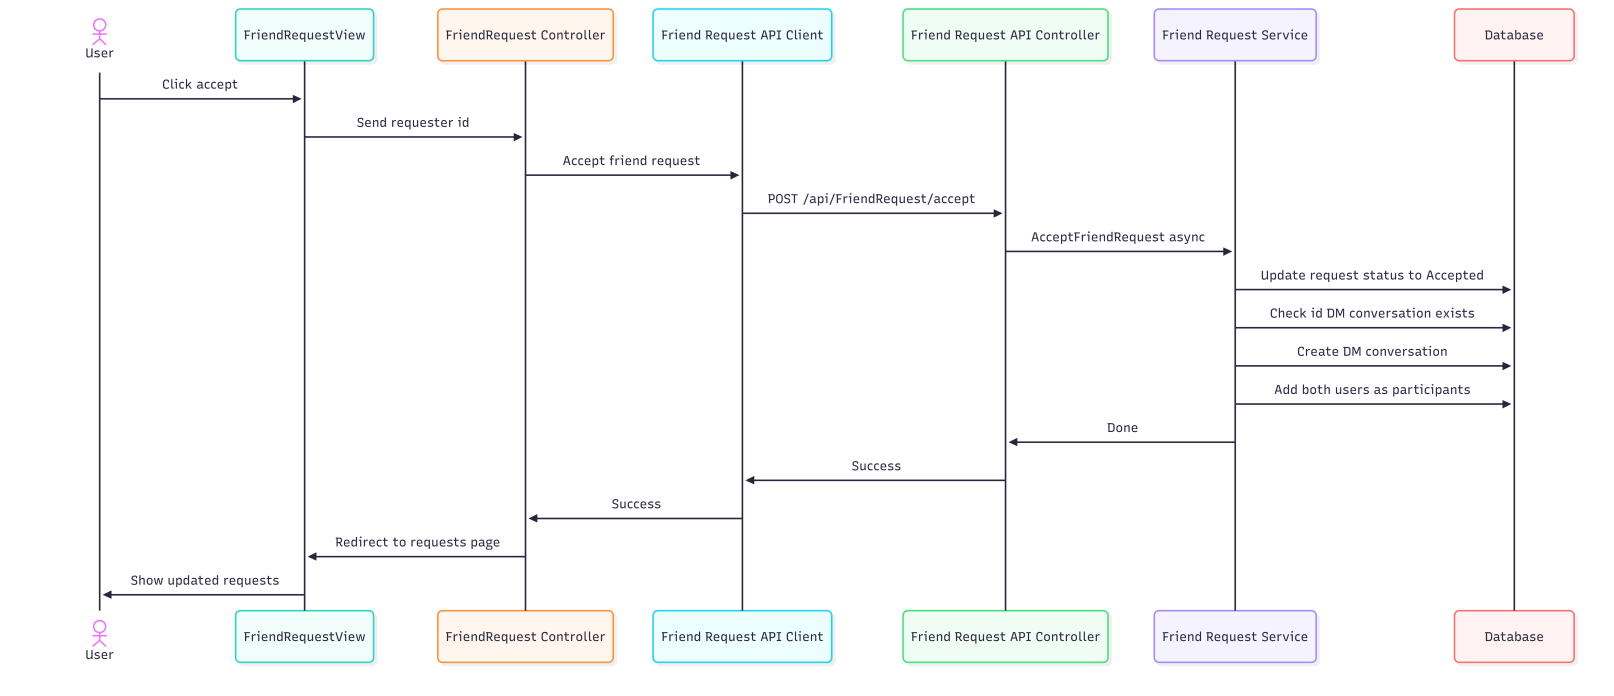 User
FriendRequestView
FriendRequest Controller
Friend Request API Client
Friend Request API Controller
Friend Request Service
Database
Click accept
Send requester id
Accept friend request
POST /api/FriendRequest/accept
AcceptFriendRequest async
Update request status to Accepted
Check id DM conversation exists
Create DM conversation
Add both users as participants
Done
Success
Success
Redirect to requests page
Show updated requests
User
FriendRequestView
FriendRequest Controller
Friend Request API Client
Friend Request API Controller
Friend Request Service
Database